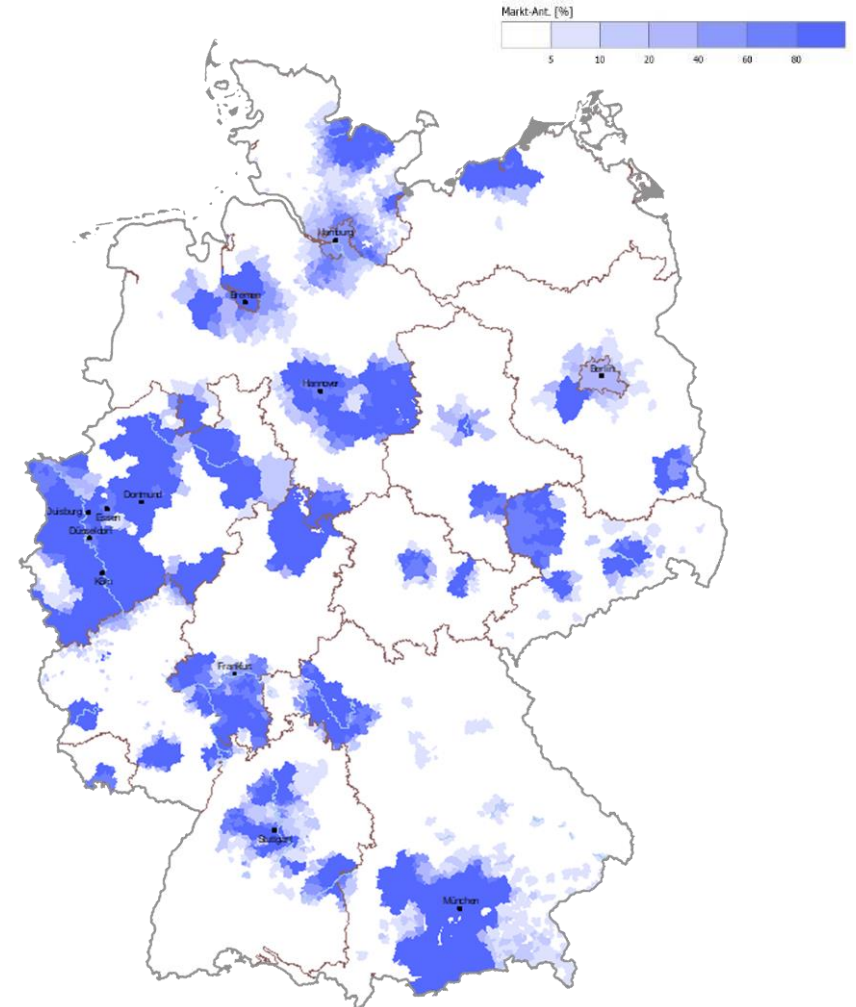 Markt-Ant. [%]
5 10 20 40 60 80
Hamburg
Bremen
Hannover
Berlin
Dortmund
Juisburg
Essen
Düsseldorf
Köln
Frankfurt
Stuttgart
München